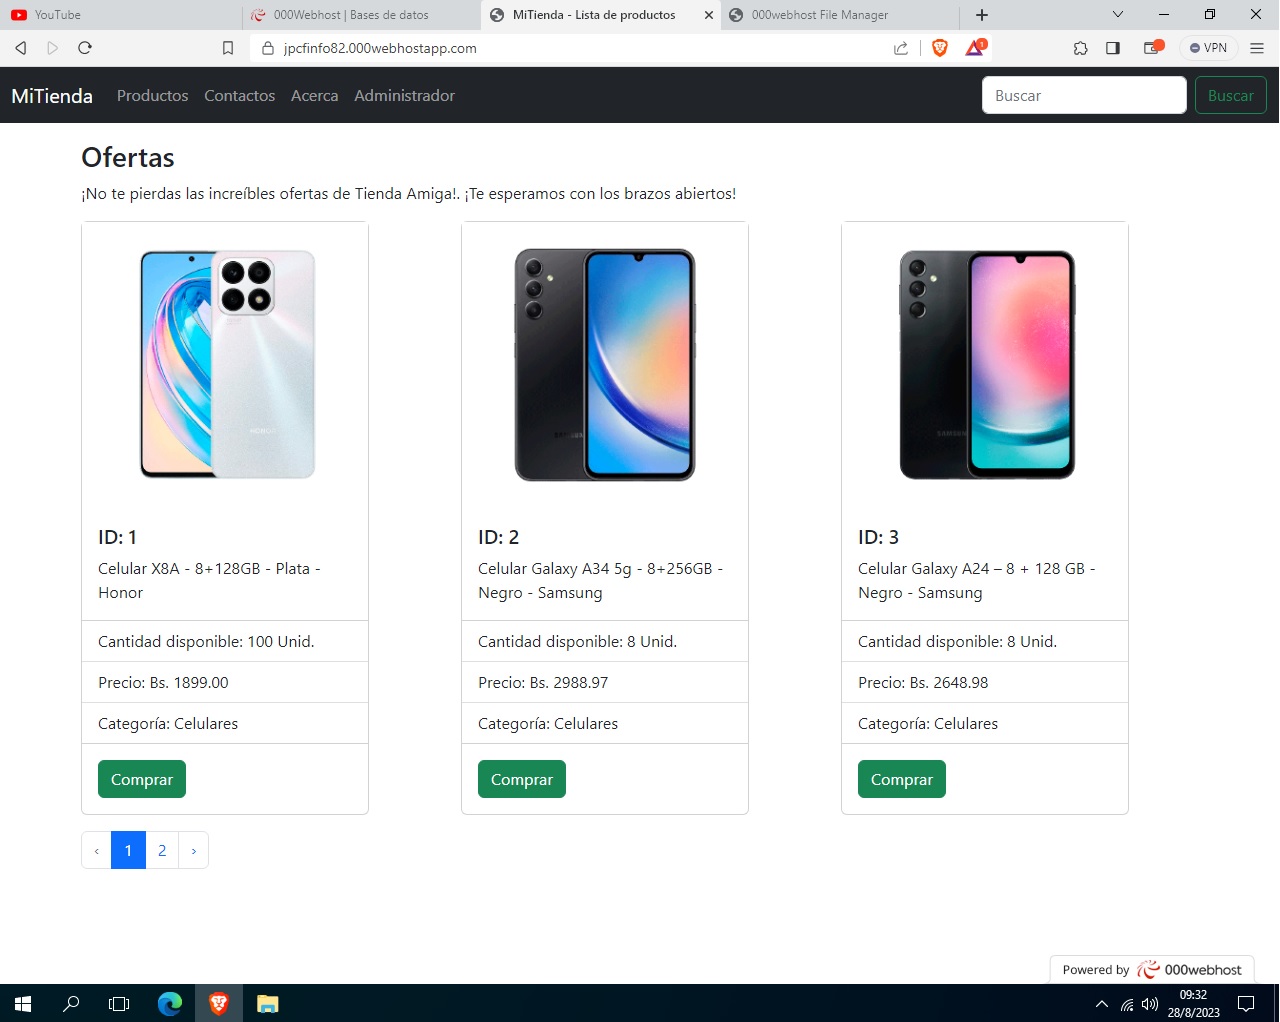 YouTube
000Webhost | Bases de datos
MiTienda - Lista de productos
000webhost File Manager
jpcfinfo82.000webhostapp.com
1
VPN
MiTienda
Productos
Contactos
Acerca
Administrador
Buscar
Buscar
Ofertas
¡No te pierdas las increíbles ofertas de Tienda Amiga!. ¡Te esperamos con los brazos abiertos!
HONOR
SAMSUNG
SAMSUNG
ID: 1
Celular X8A - 8+128GB - Plata -
Honor
Cantidad disponible: 100 Unid.
Precio: Bs. 1899.00
Categoría: Celulares
Comprar
ID: 2
Celular Galaxy A34 5g - 8+256GB -
Negro - Samsung
Cantidad disponible: 8 Unid.
Precio: Bs. 2988.97
Categoría: Celulares
Comprar
ID: 3
Celular Galaxy A24 – 8 + 128 GB -
Negro - Samsung
Cantidad disponible: 8 Unid.
Precio: Bs. 2648.98
Categoría: Celulares
Comprar
‹ 1 2 ›
Powered by 000webhost
09:32
28/8/2023